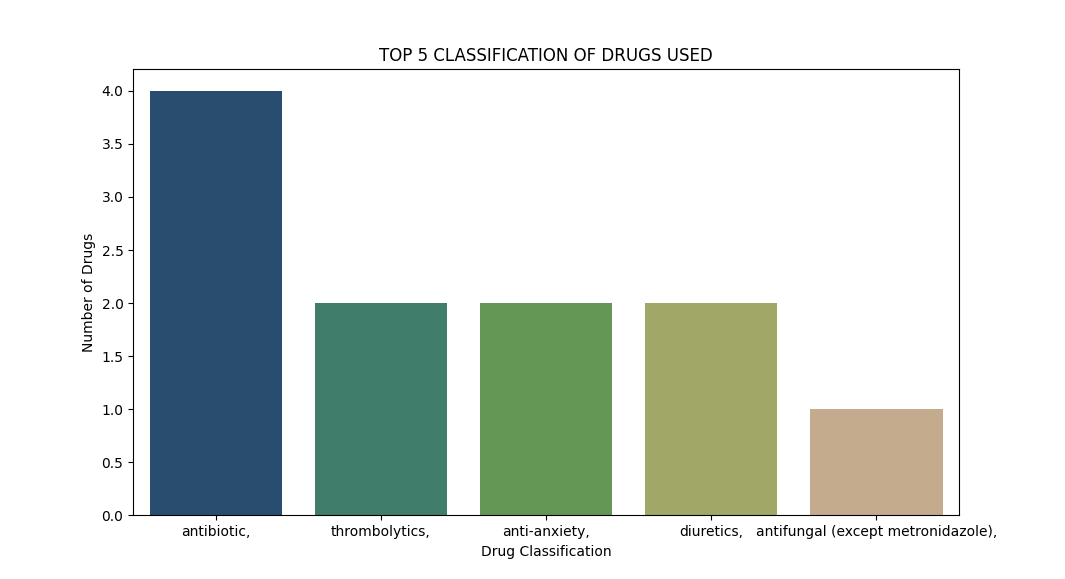 TOP 5 CLASSIFICATION OF DRUGS USED
Number of Drugs
4.0
3.5
3.0
2.5
2.0
1.5
1.0
0.5
0.0
antibiotic, thrombolytics, anti-anxiety, diuretics, antifungal (except metronidazole),
Drug Classification